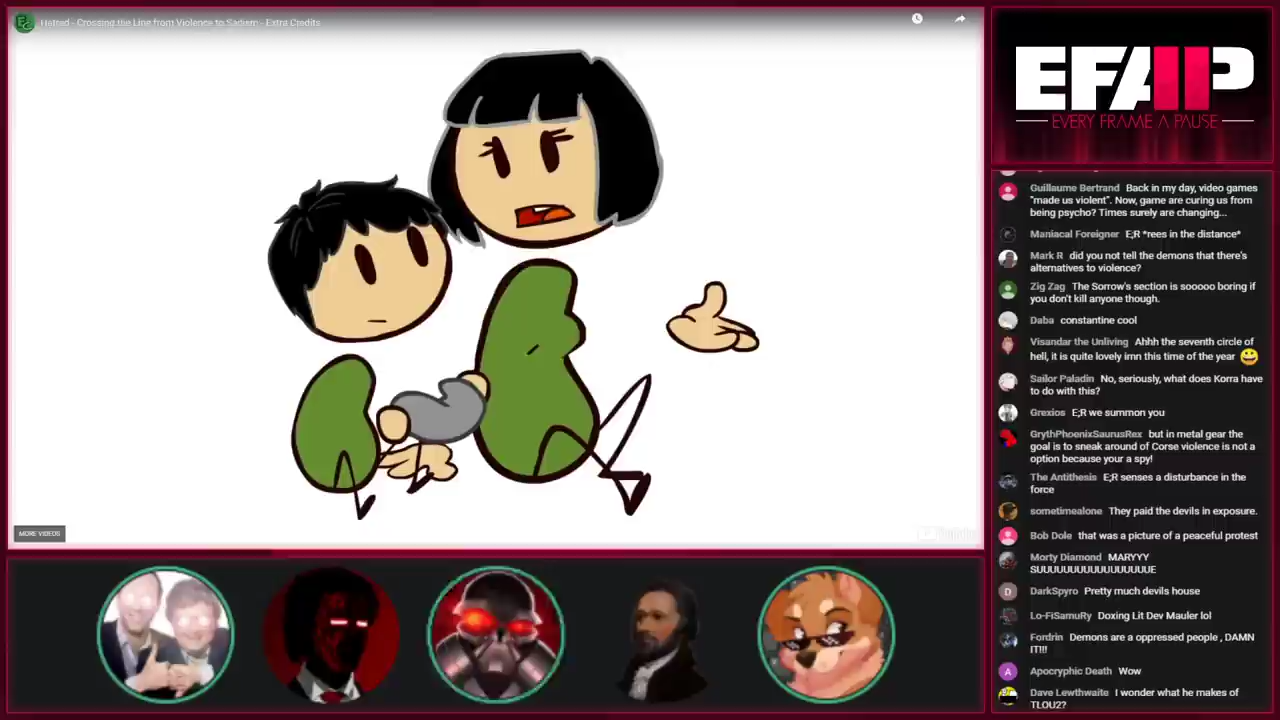 Hatred - Crossing the Line from Violence to Sadism - Extra Credits
MORE VIDEOS
EFAP
EVERY FRAME A PAUSE
Guillaume Bertrand Back in my day, video games
"made us violent". Now, game are curing us from
being psycho? Times surely are changing...
Maniacal Foreigner E;R *rees in the distance*
Mark R did you not tell the demons that there's
alternatives to violence?
Zig Zag The Sorrow's section is sooooo boring if
you don't kill anyone though.
Daba constantine cool
Visandar the Unliving Ahhh the seventh circle of
hell, it is quite lovely imn this time of the year
Sailor Paladin No, seriously, what does Korra have
to do with this?
Grexios E;R we summon you
GrythPhoenixSaurusRex but in metal gear the
goal is to sneak around of Corse violence is not a
option because your a spy!
The Antithesis E;R senses a disturbance in the
force
sometimealone They paid the devils in exposure.
Bob Dole that was a picture of a peaceful protest
Morty Diamond MARYYY
SUUUUUUUUUUUUUUUUUE
D DarkSpyro Pretty much devils house
Lo-FiSamuRy Doxing Lit Dev Mauler lol
Fordrin Demons are a oppressed people , DAMN
IT!!!
A Apocryphic Death Wow
Dave Lewthwaite I wonder what he makes of
TLOU2?